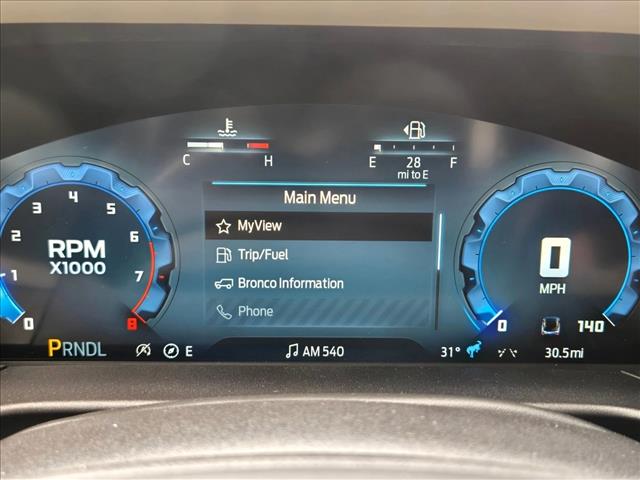 C H
E F
28
mi to E
Main Menu
MyView
Trip/Fuel
Bronco Information
Phone
0 1 2 3 4 5 6 7 8
RPM
X1000
0
MPH
0 140
PRNDL
E
AM 540
31°
30.5mi